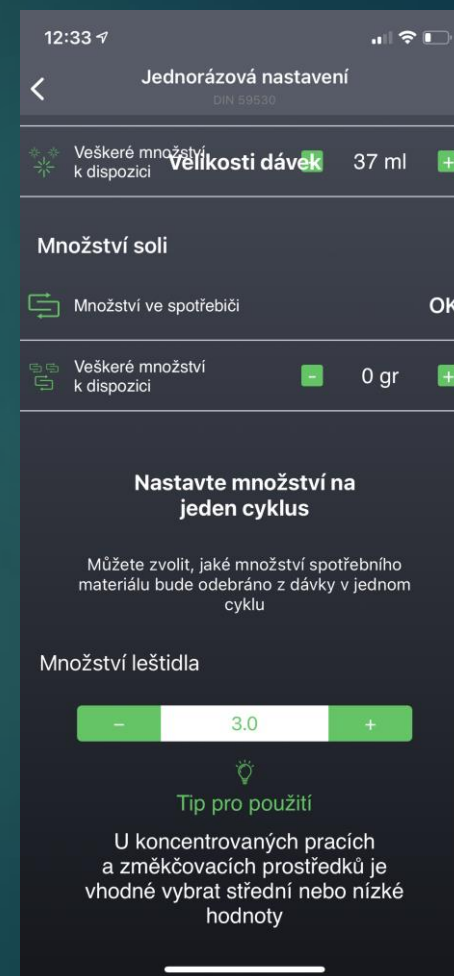 12:33
Jednorázová nastavení
DIN 59530
Veškeré množství
k dispozici
Velikosti dávek
37 ml
+
Množství soli
Množství ve spotřebiči
OK
Veškeré množství
k dispozici
- 0 gr +
Nastavte množství na
jeden cyklus
Můžete zvolit, jaké množství spotřebního
materiálu bude odebráno z dávky v jednom
cyklu
Množství leštidla
− 3.0 +
Tip pro použití
U koncentrovaných pracích
a změkčovacích prostředků je
vhodné vybrat střední nebo nízké
hodnoty